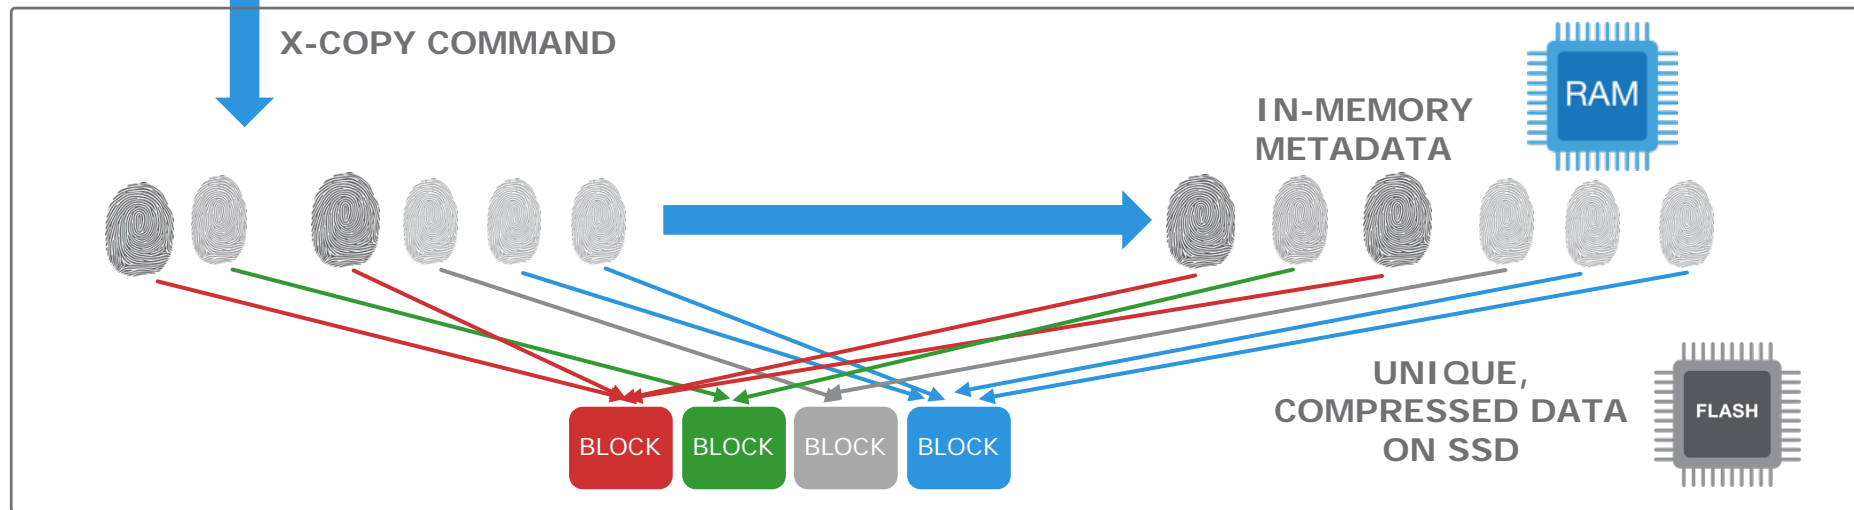 X-COPY COMMAND
RAM
IN-MEMORY
METADATA
UNIQUE,
COMPRESSED DATA
ON SSD
FLASH
BLOCK
BLOCK
BLOCK
BLOCK